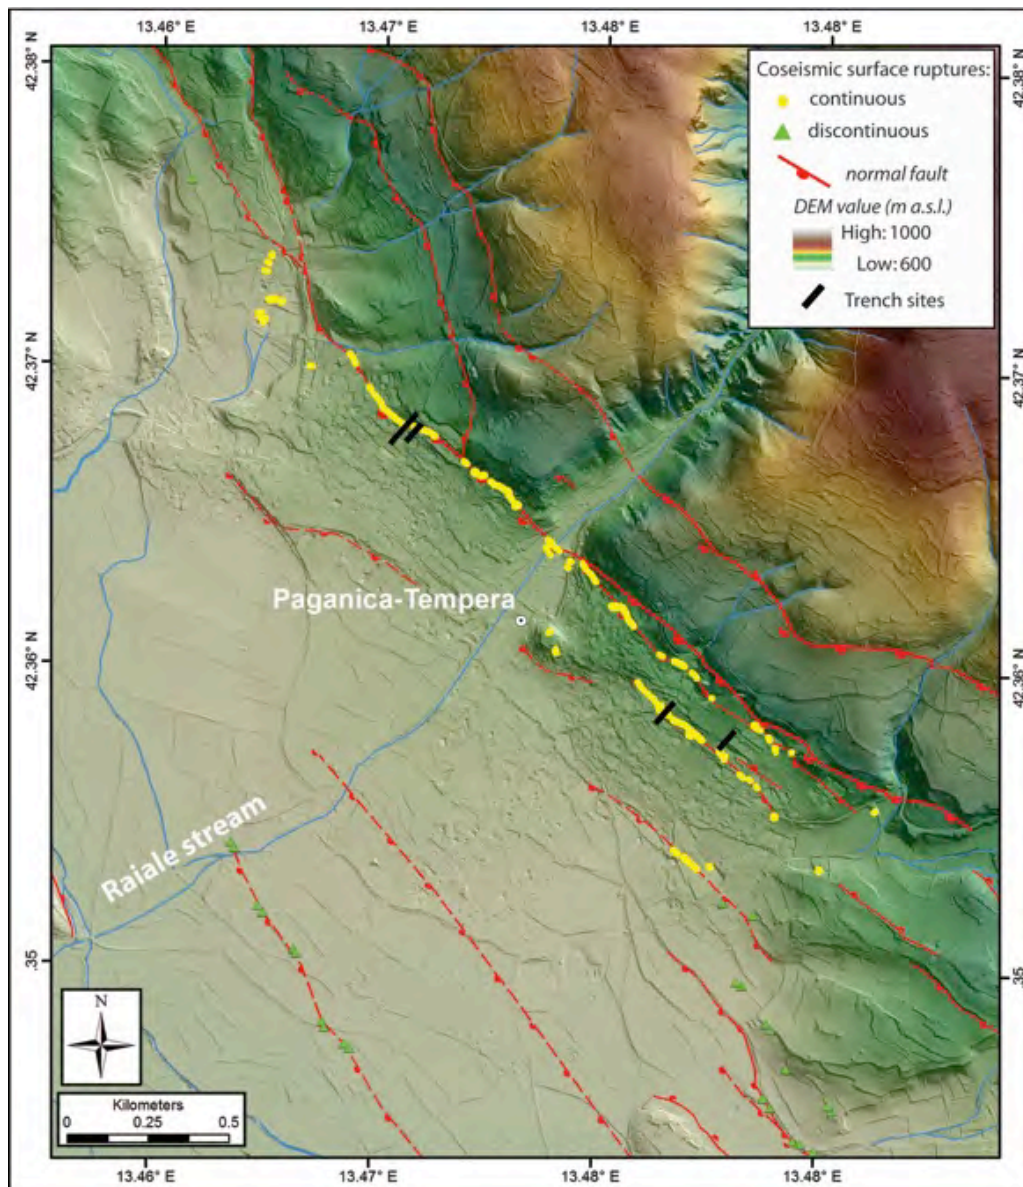 13.46° E 13.47° E 13.48° E 13.48° E
42.38° N
42.38° N
Coseismic surface ruptures:
continuous
discontinuous
normal fault
DEM value (m a.s.l.)
High: 1000
Low: 600
Trench sites
42.37° N
42.37° N
Paganica-Tempera
42.36° N
42.36° N
Raiale stream
.35
.35
N
Kilometers
0 0.25 0.5
13.46° E 13.47° E 13.48° E 13.48° E